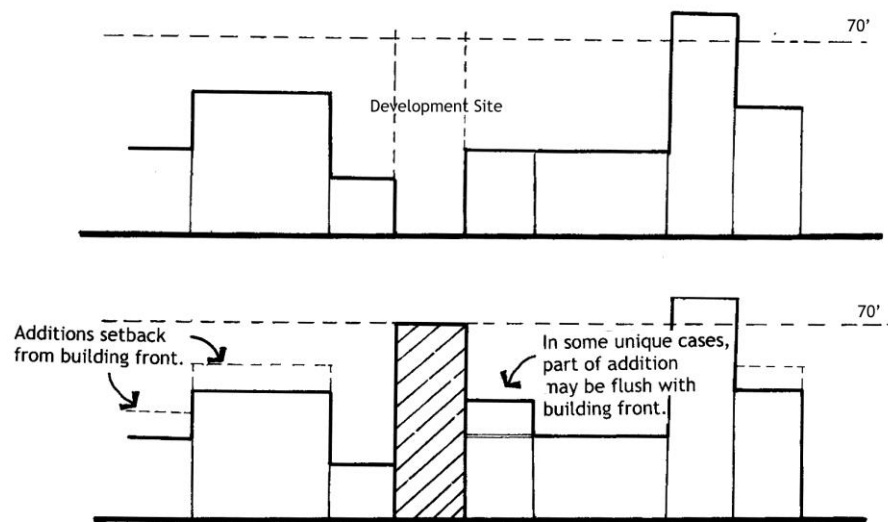 70'
Development Site
70'
Additions setback
from building front.
In some unique cases,
part of addition
may be flush with
building front.